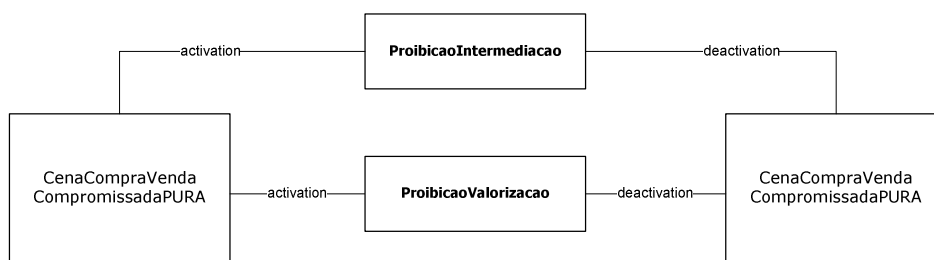 activation
ProibicaoIntermediacao
deactivation
CenaCompraVenda
CompromissadaPURA
activation
ProibicaoValorizacao
deactivation
CenaCompraVenda
CompromissadaPURA